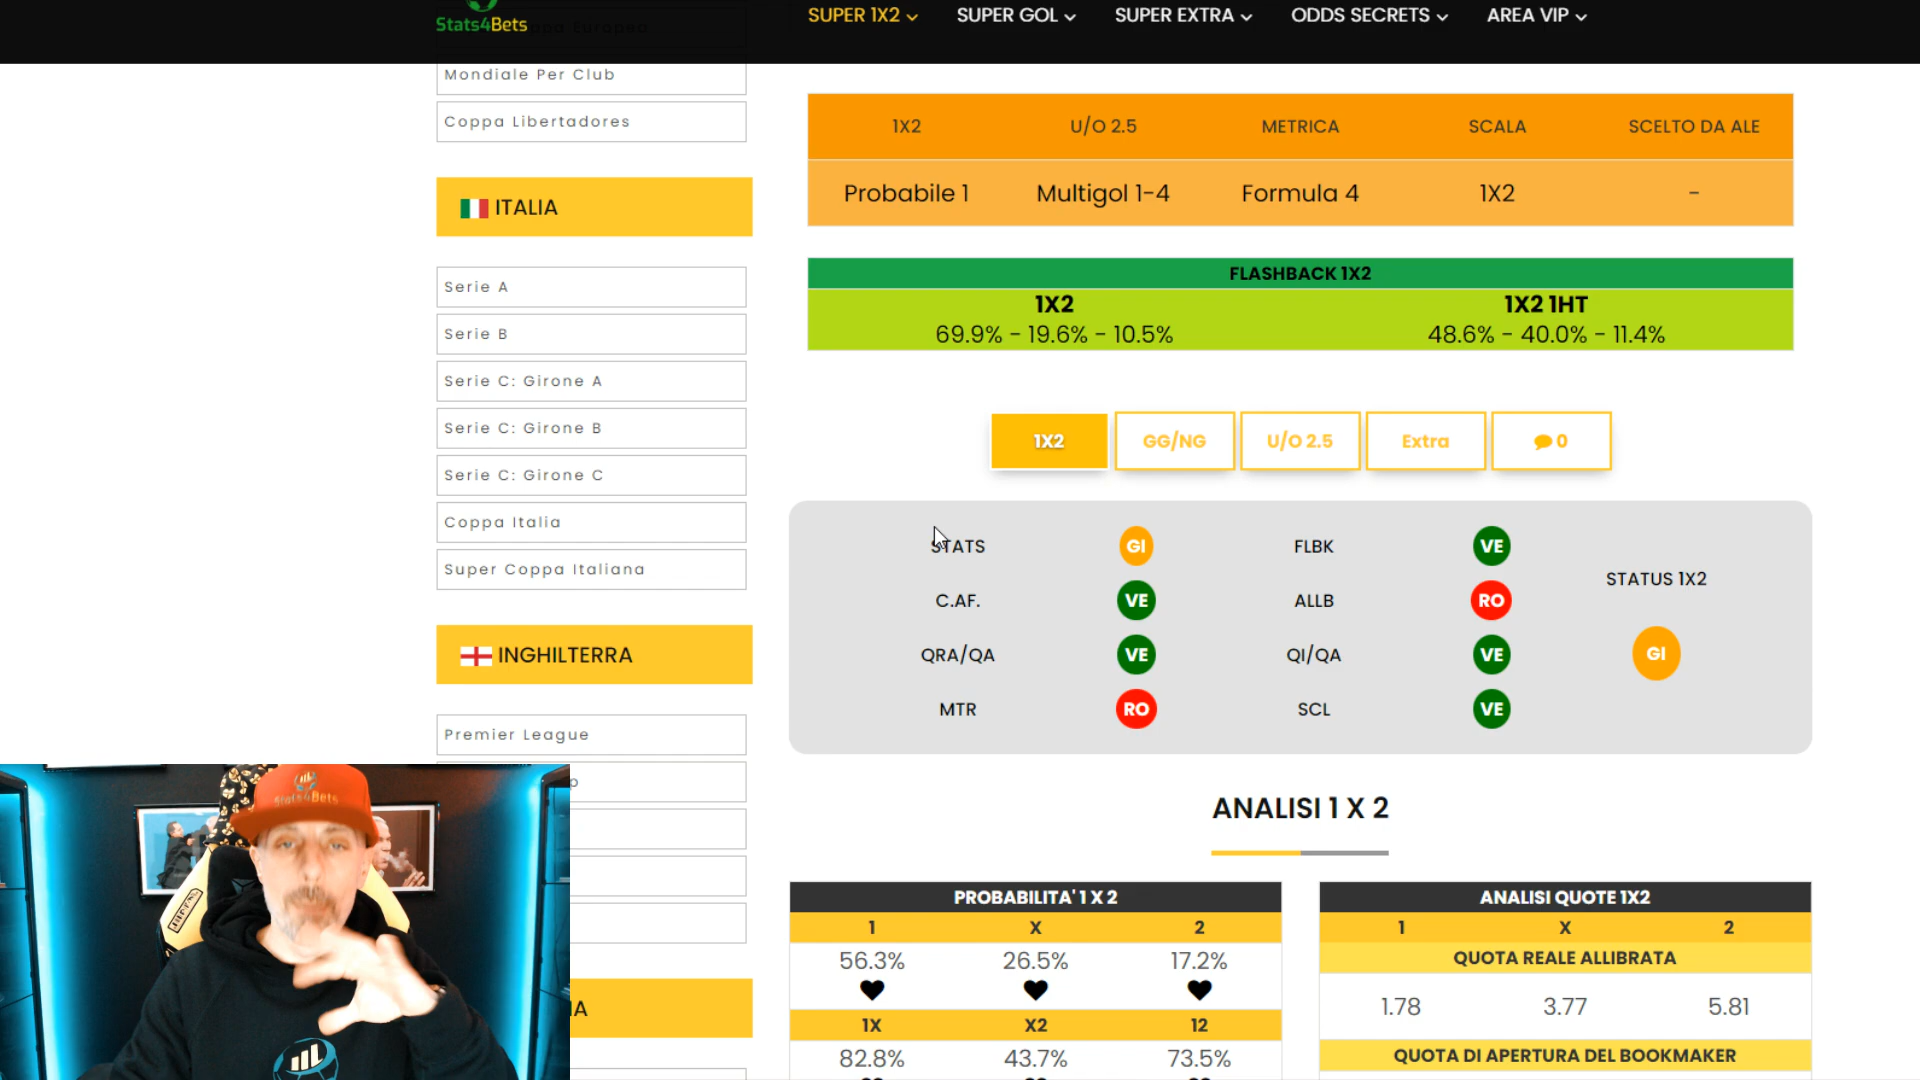 Stats4Bets
SUPER 1X2
SUPER GOL
SUPER EXTRA
ODDS SECRETS
AREA VIP
Mondiale Per Club
Coppa Libertadores
ITALIA
Serie A
Serie B
Serie C: Girone A
Serie C: Girone B
Serie C: Girone C
Coppa Italia
Super Coppa Italiana
INGHILTERRA
Premier League
1X2 U/O 2.5 METRICA SCALA SCELTO DA ALE
Probabile 1 Multigol 1-4 Formula 4 1X2 -
FLASHBACK 1X2
1X2 1X2 1HT
69.9% - 19.6% - 10.5% 48.6% - 40.0% - 11.4%
1X2 GG/NG U/O 2.5 Extra 0
STATS GI FLBK VE
C.AF. VE ALLB RO
QRA/QA VE QI/QA VE
MTR RO SCL VE
STATUS 1X2
GI
ANALISI 1 X 2
PROBABILITA' 1 X 2
1 X 2
56.3% 26.5% 17.2%
1X X2 12
82.8% 43.7% 73.5%
ANALISI QUOTE 1X2
1 X 2
QUOTA REALE ALLIBRATA
1.78 3.77 5.81
QUOTA DI APERTURA DEL BOOKMAKER
Stats4Bets